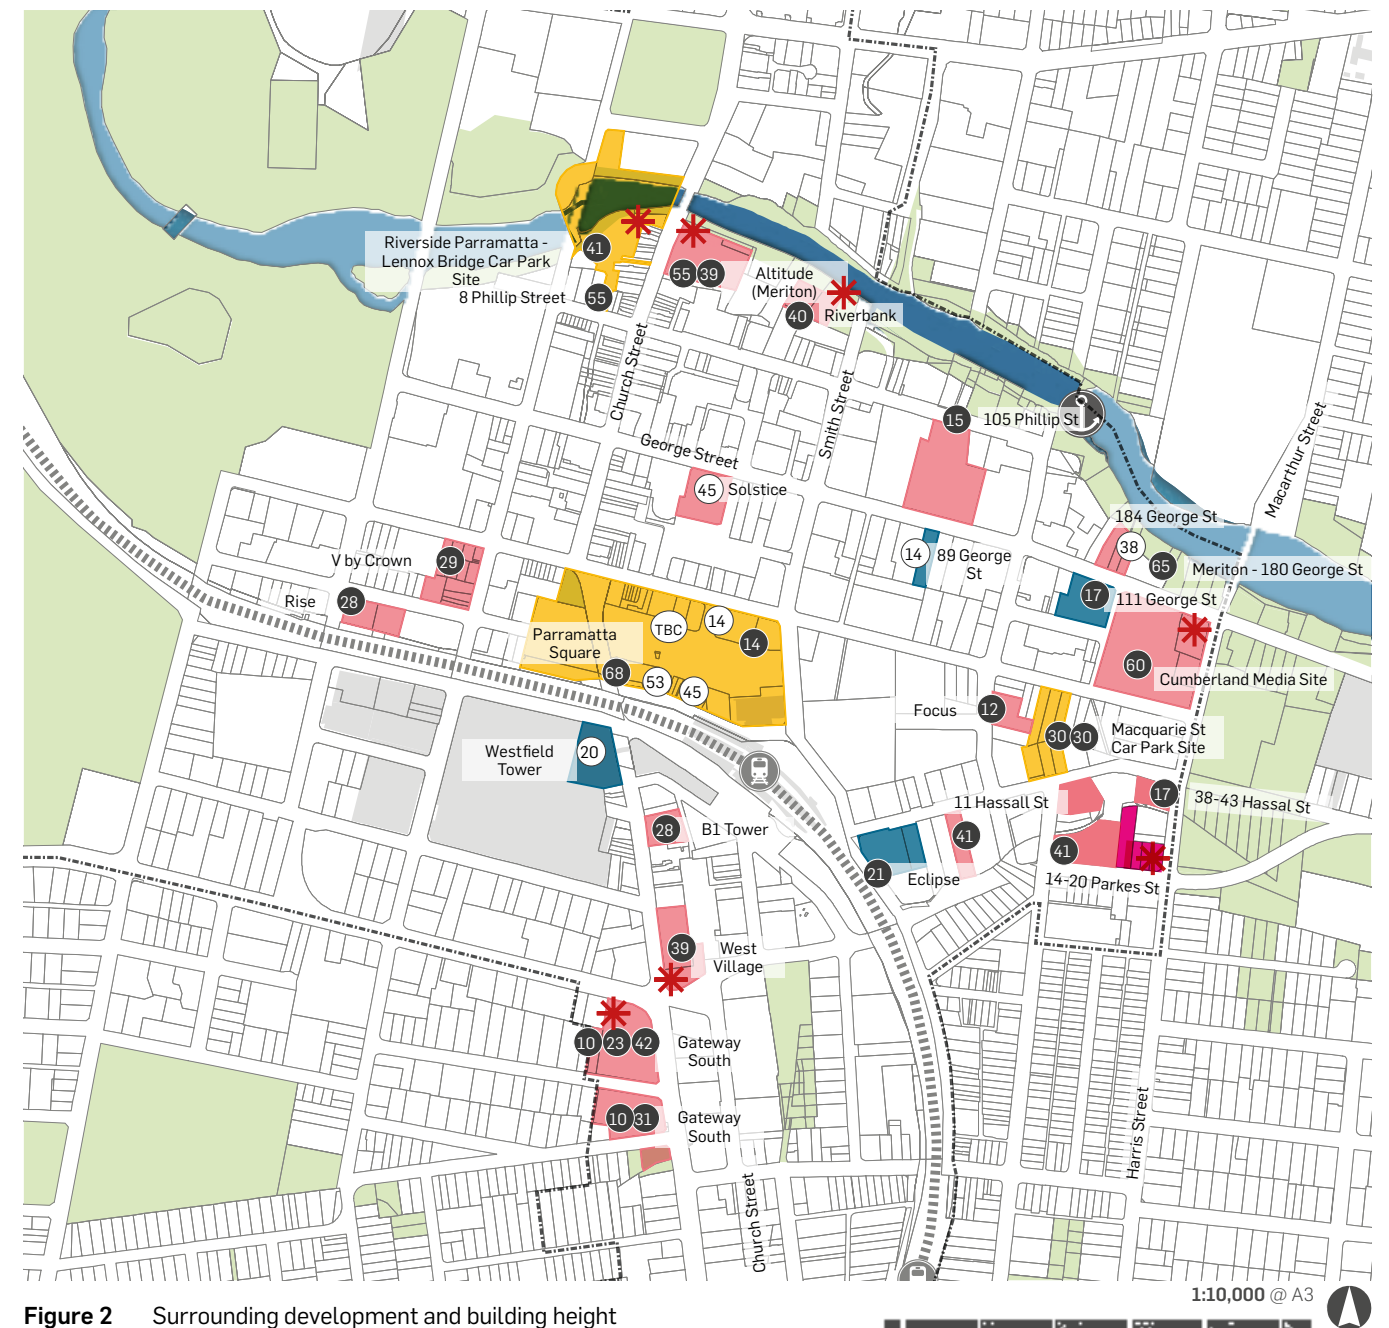 Riverside Parramatta -
Lennox Bridge Car Park
Site
41
8 Phillip Street
55
55
39
Altitude
(Meriton)
40
Riverbank
Church Street
Smith Street
George Street
15
105 Phillip St
Macarthur Street
45
Solstice
184 George St
38
65
Meriton - 180 George St
V by Crown
29
14
89 George
St
Rise
28
17
111 George St
TBC
14
14
Parramatta
Square
68
53
45
60
Cumberland Media Site
Focus
12
30
30
Macquarie St
Car Park Site
Westfield
Tower
20
11 Hassall St
17
38-43 Hassal St
28
B1 Tower
41
41
21
Eclipse
14-20 Parkes St
39
West
Village
10
23
42
Gateway
South
10
31
Gateway
South
Harris Street
Church Street
1:10,000 @ A3
Figure 2 Surrounding development and building height